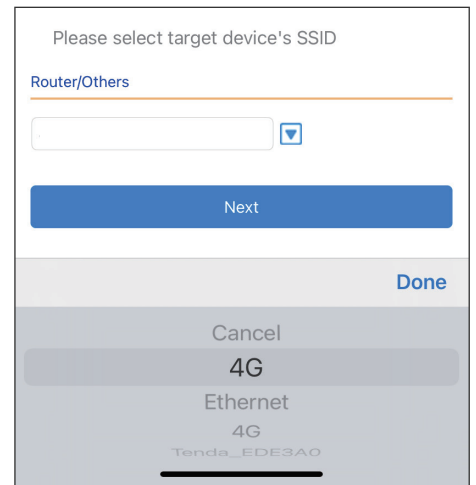 Please select target device's SSID
Router/Others
Next
Done
Cancel
4G
Ethernet
4G
Tenda_EDE3A0